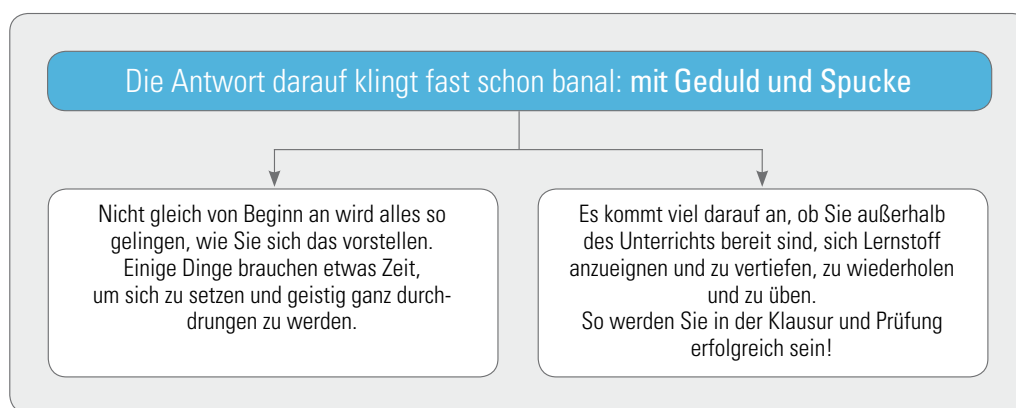 Die Antwort darauf klingt fast schon banal: mit Geduld und Spucke
Nicht gleich von Beginn an wird alles so
gelingen, wie Sie sich das vorstellen.
Einige Dinge brauchen etwas Zeit,
um sich zu setzen und geistig ganz durch-
drungen zu werden.
Es kommt viel darauf an, ob Sie außerhalb
des Unterrichts bereit sind, sich Lernstoff
anzueignen und zu vertiefen, zu wiederholen
und zu üben.
So werden Sie in der Klausur und Prüfung
erfolgreich sein!